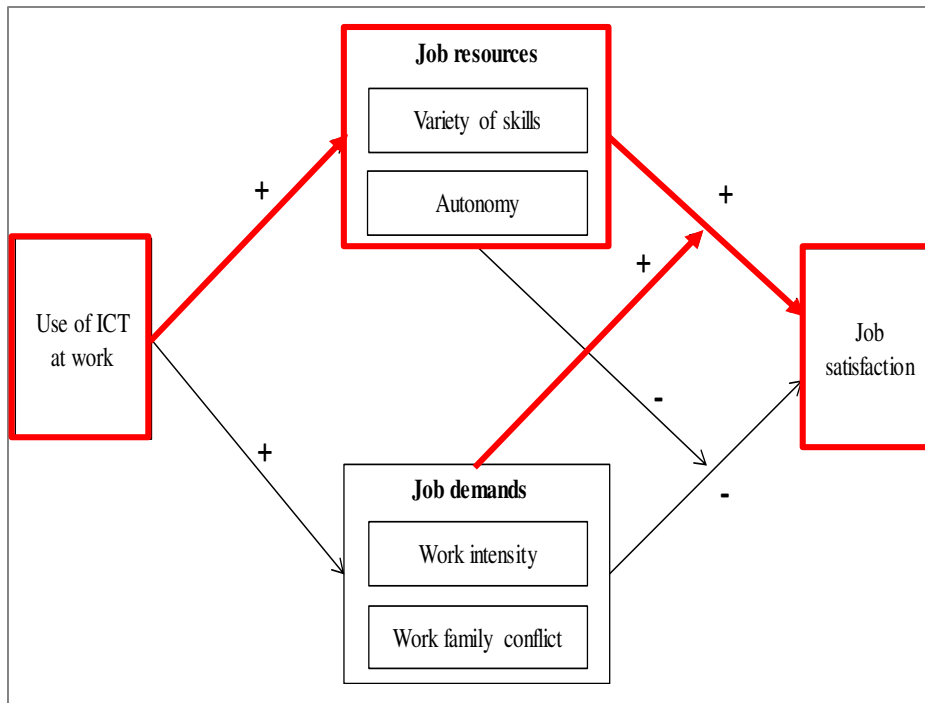 Job resources
Variety of skills
+
+
Autonomy
+
Use of ICT
at work
Job
satisfaction
-
+
Job demands
-
Work intensity
Work family conflict